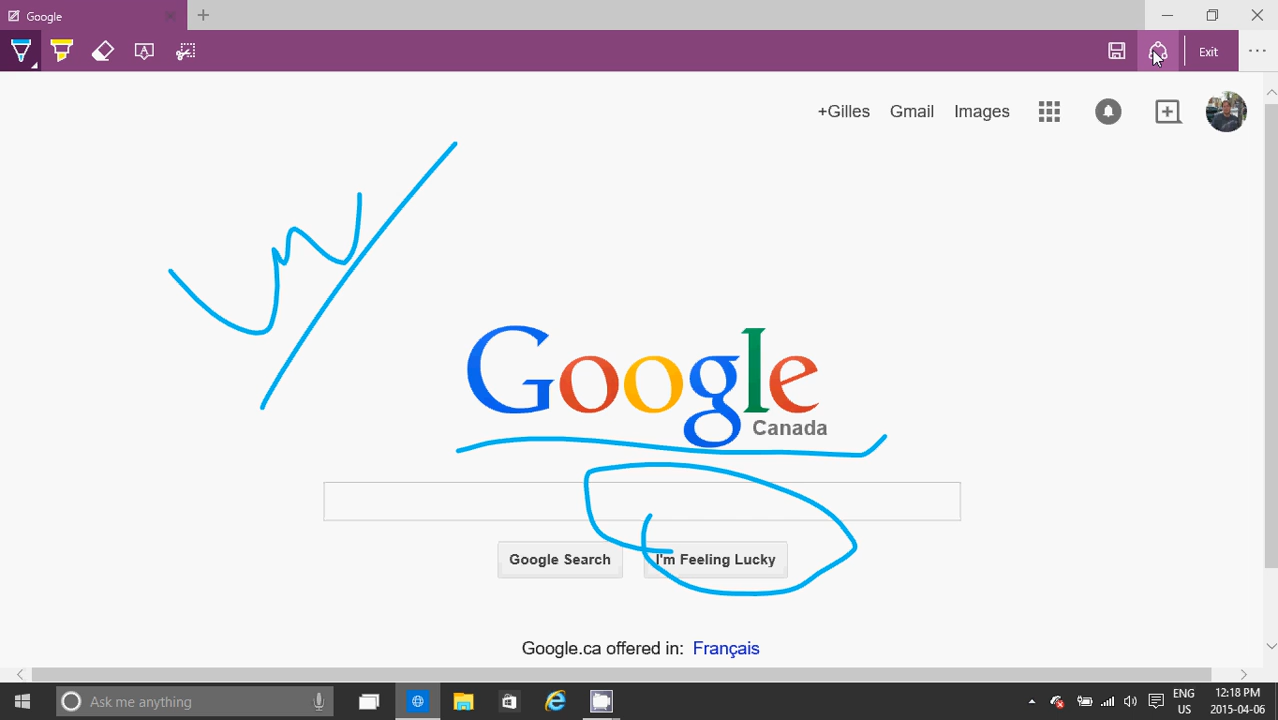 Google
Exit
+Gilles Gmail Images
Google
Canada
Google Search I'm Feeling Lucky
Google.ca offered in: Français
Ask me anything
ENG 12:18 PM
US 2015-04-06